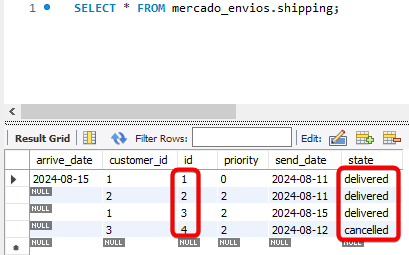 1 SELECT * FROM mercado_envios.shipping;
Result Grid Filter Rows: Edit:
arrive_date customer_id id priority send_date state
2024-08-15 1 1 0 2024-08-11 delivered
NULL 2 2 2 2024-08-11 delivered
NULL 1 3 2 2024-08-15 delivered
NULL 3 4 2 2024-08-12 cancelled
NULL NULL NULL NULL NULL NULL